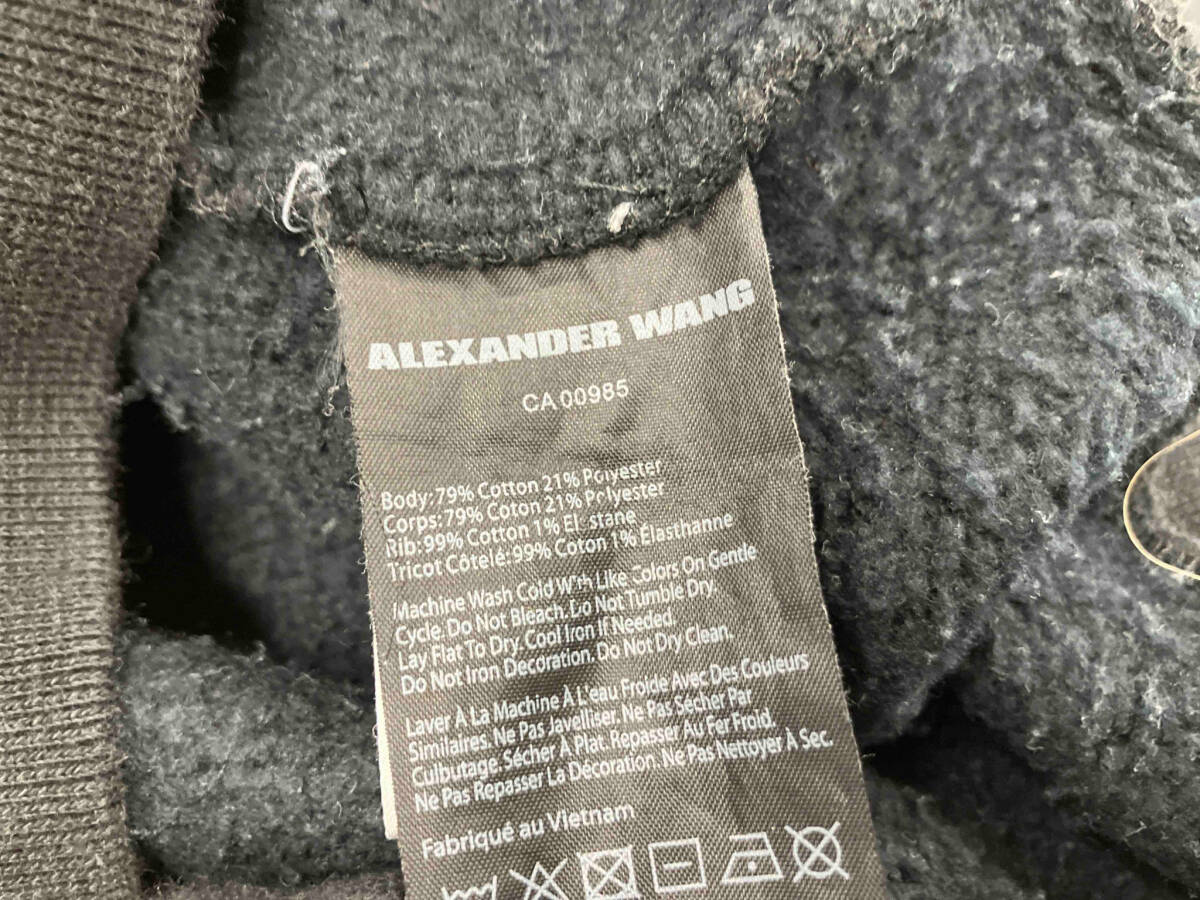 ALEXANDER WANG
CA 00985
Body:79% Cotton 21% Polyester
Corps:79% Coton 21% Polyester
Rib:99% Cotton 1% El stane
Tricot Côtelé:99% Coton 1% Élasthanne
Machine Wash Cold With Like Colors On Gentle
Cycle. Do Not Bleach. Do Not Tumble Dry.
Lay Flat To Dry. Cool Iron If Needed.
Do Not Iron Decoration. Do Not Dry Clean.
Laver À La Machine À L'eau Froide Avec Des Couleurs
Similaires. Ne Pas Javelliser. Ne Pas Sécher Par
Culbutage. Sécher À Plat. Repasser Au Fer Froid.
Ne Pas Repasser La Décoration. Ne Pas Nettoyer À Sec.
Fabriqué au Vietnam